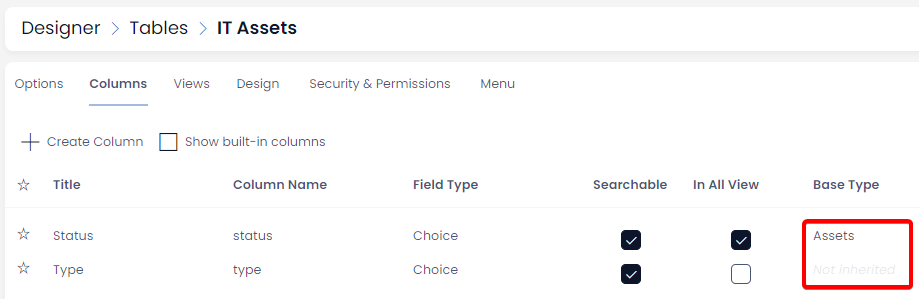 Designer > Tables > IT Assets
Options Columns Views Design Security & Permissions Menu
Create Column Show built-in columns
Title Column Name Field Type Searchable In All View Base Type
Status status Choice Assets
Type type Choice Not inherited